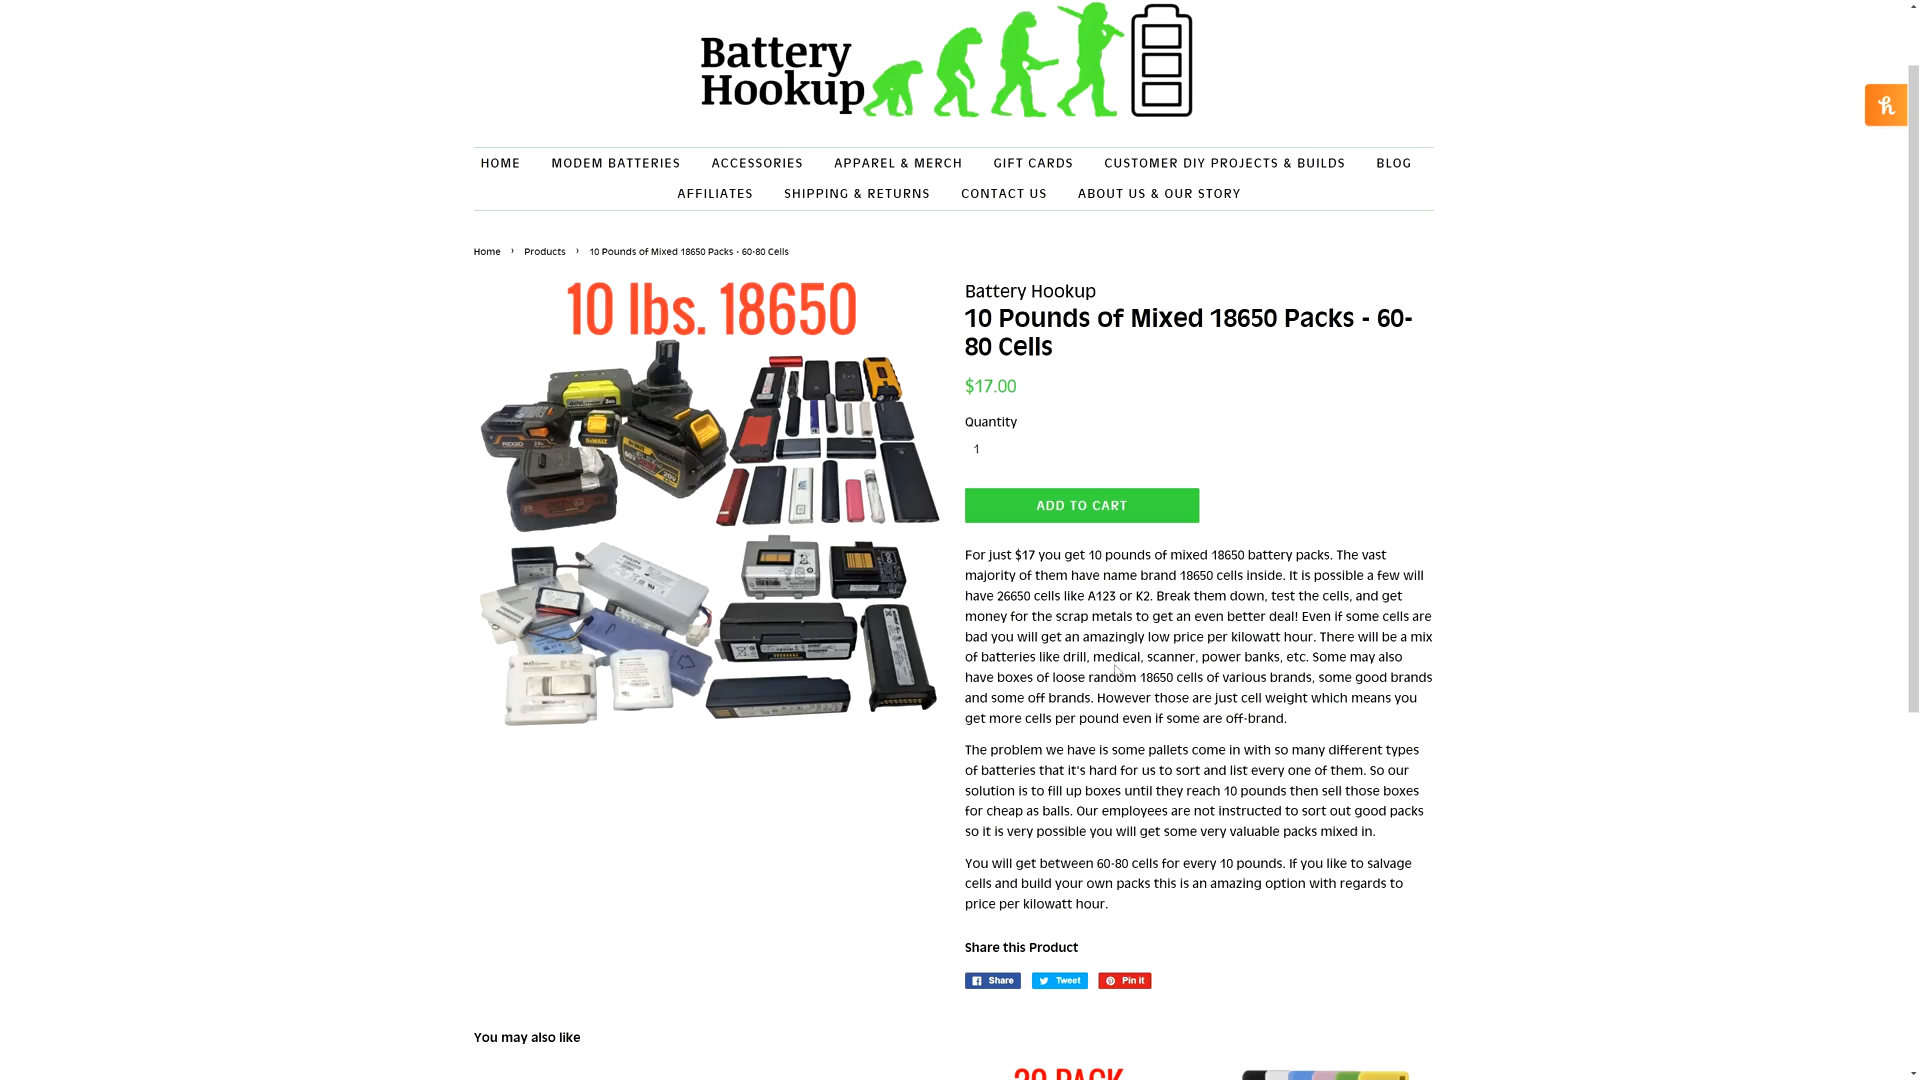 Battery
Hookup
HOME MODEM BATTERIES ACCESSORIES APPAREL & MERCH GIFT CARDS CUSTOMER DIY PROJECTS & BUILDS BLOG
AFFILIATES SHIPPING & RETURNS CONTACT US ABOUT US & OUR STORY
Home › Products › 10 Pounds of Mixed 18650 Packs - 60-80 Cells
10 lbs. 18650
RIDGID
DEWALT
Battery Hookup
10 Pounds of Mixed 18650 Packs - 60-
80 Cells
$17.00
Quantity
1
ADD TO CART
For just $17 you get 10 pounds of mixed 18650 battery packs. The vast
majority of them have name brand 18650 cells inside. It is possible a few will
have 26650 cells like A123 or K2. Break them down, test the cells, and get
money for the scrap metals to get an even better deal! Even if some cells are
bad you will get an amazingly low price per kilowatt hour. There will be a mix
of batteries like drill, medical, scanner, power banks, etc. Some may also
have boxes of loose random 18650 cells of various brands, some good brands
and some off brands. However those are just cell weight which means you
get more cells per pound even if some are off-brand.
The problem we have is some pallets come in with so many different types
of batteries that it's hard for us to sort and list every one of them. So our
solution is to fill up boxes until they reach 10 pounds then sell those boxes
for cheap as balls. Our employees are not instructed to sort out good packs
so it is very possible you will get some very valuable packs mixed in.
You will get between 60-80 cells for every 10 pounds. If you like to salvage
cells and build your own packs this is an amazing option with regards to
price per kilowatt hour.
Share this Product
Share Tweet Pin it
You may also like
20 PACK